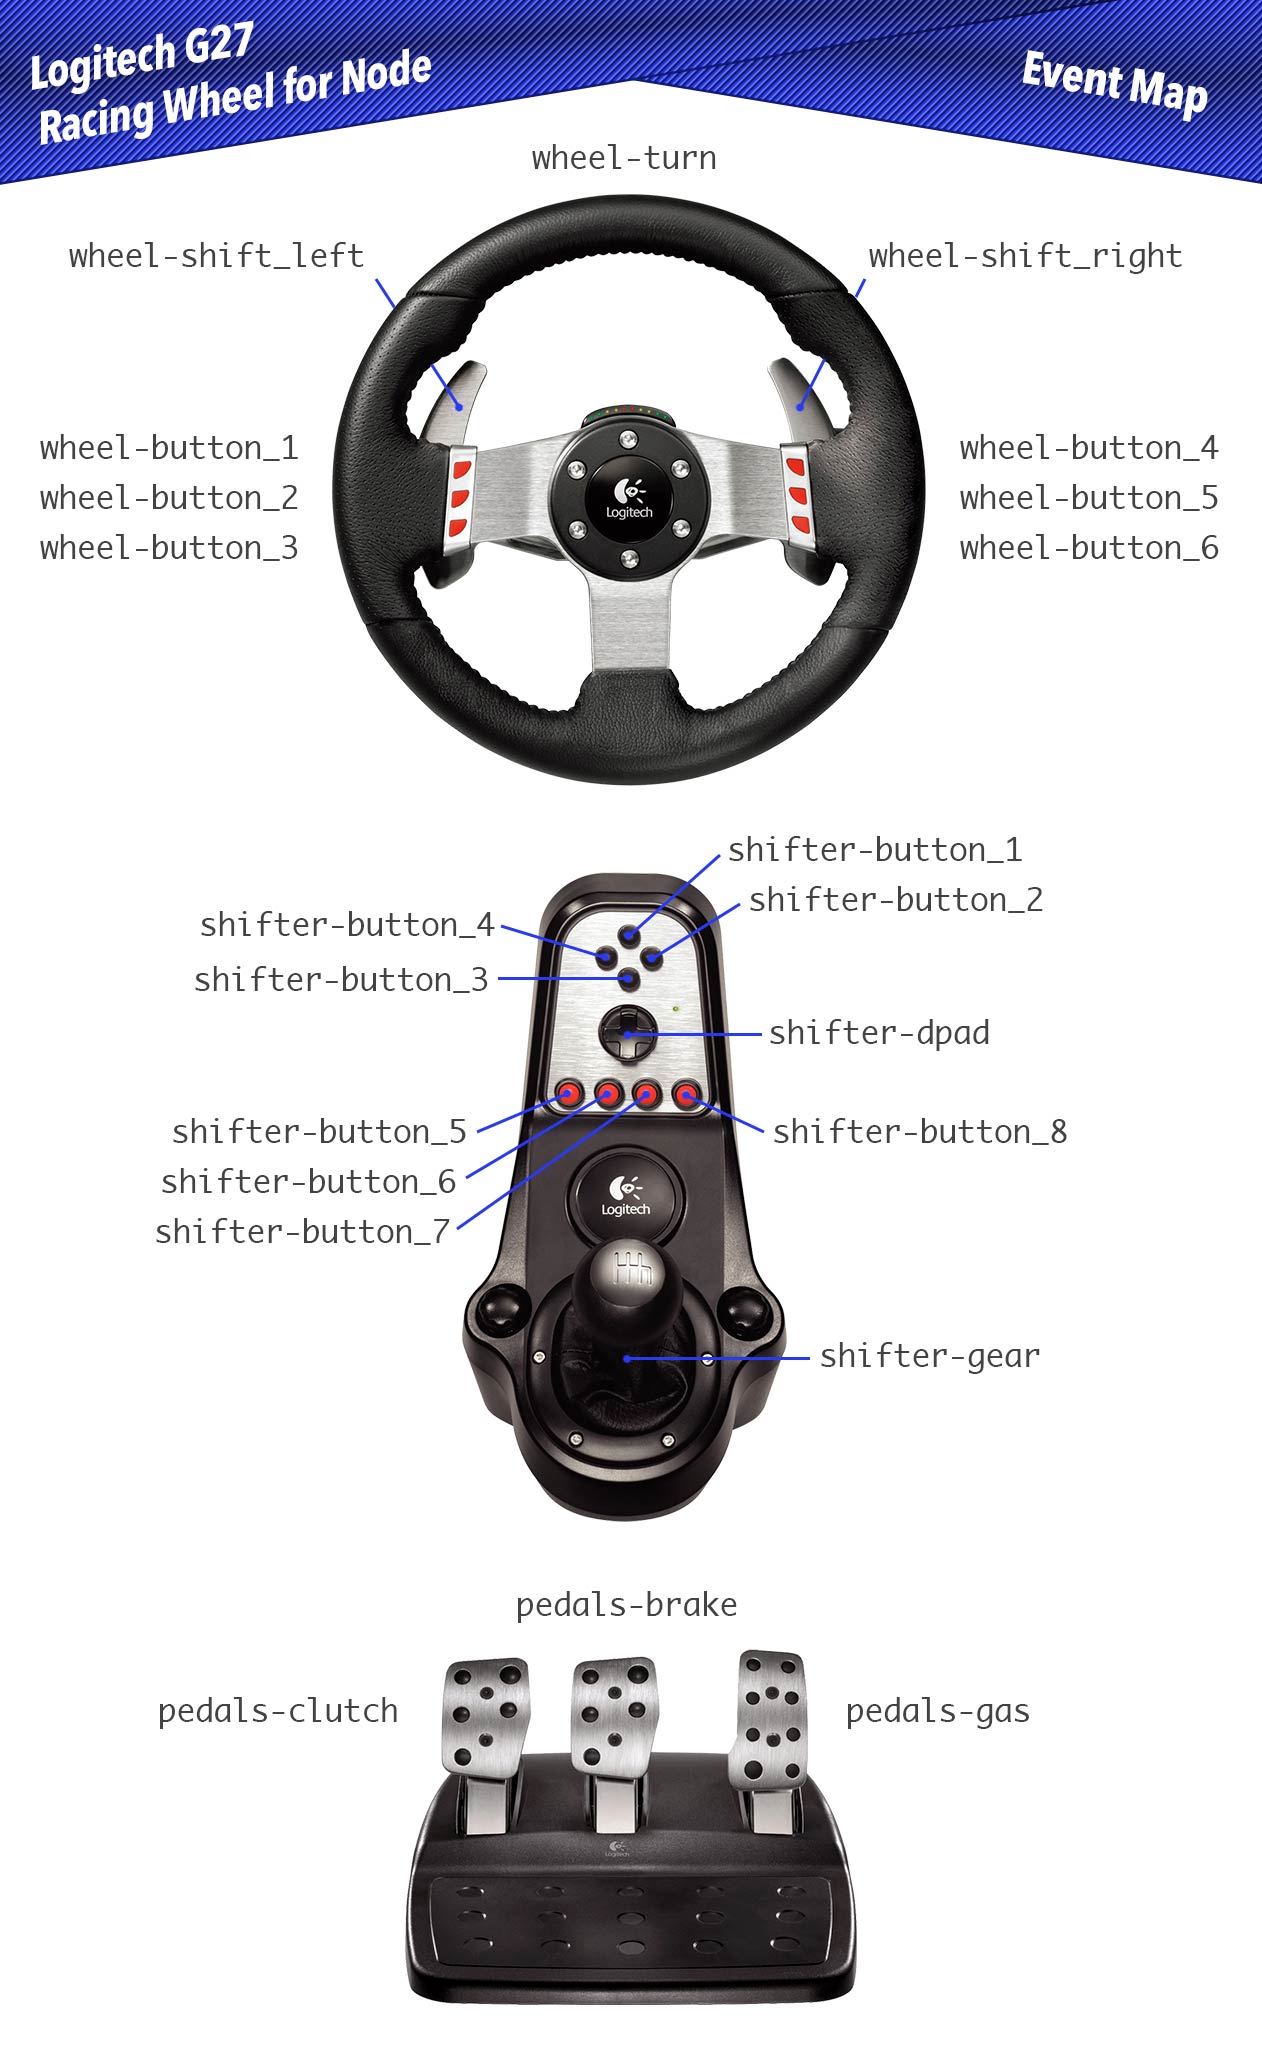 Logitech G27
Racing Wheel for Node
Event Map
wheel-turn
wheel-shift_left
wheel-shift_right
wheel-button_1
wheel-button_2
wheel-button_3
wheel-button_4
wheel-button_5
wheel-button_6
Logitech
shifter-button_1
shifter-button_2
shifter-button_4
shifter-button_3
shifter-dpad
shifter-button_5
shifter-button_6
shifter-button_7
shifter-button_8
Logitech
shifter-gear
pedals-brake
pedals-clutch
pedals-gas
Logitech